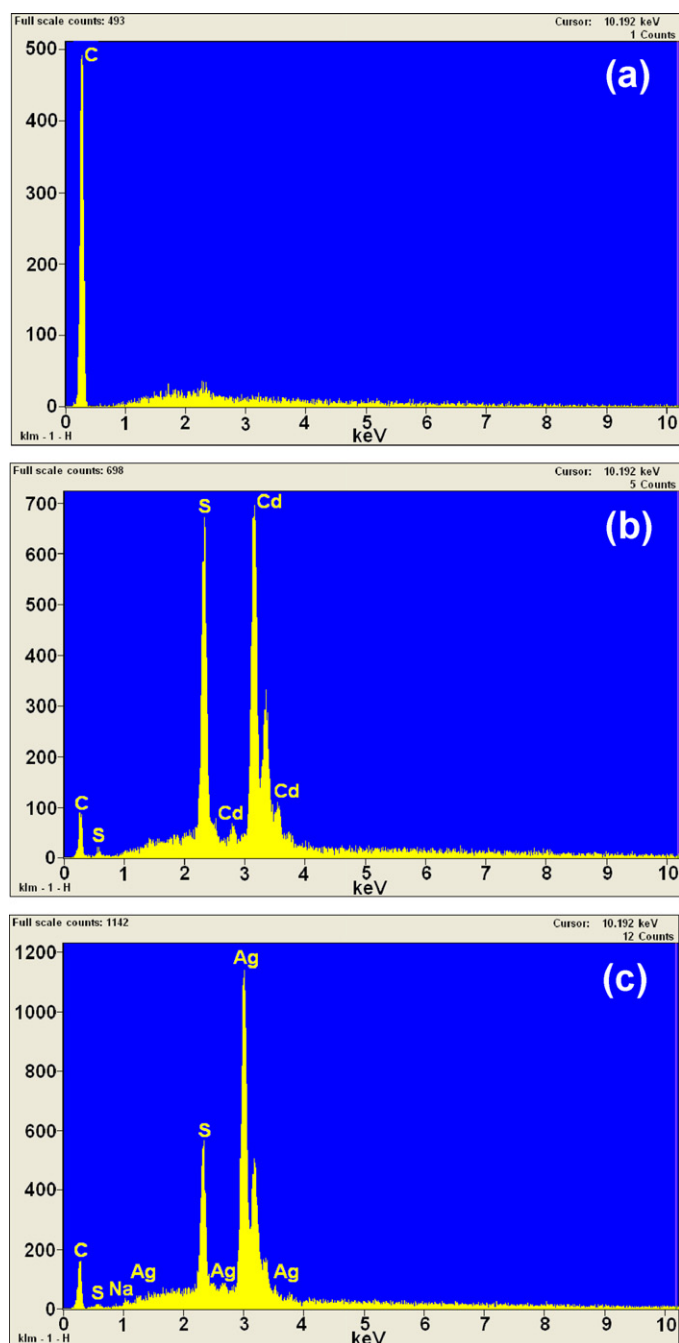 Full scale counts: 493 Cursor: 10.192 keV
1 Counts
(a)
C
500
400
300
200
100
0
0 1 2 3 4 5 6 7 8 9 10
klm - 1 - H keV
Full scale counts: 698 Cursor: 10.192 keV
5 Counts
(b)
S Cd
C S Cd Cd
700
600
500
400
300
200
100
0
0 1 2 3 4 5 6 7 8 9 10
klm - 1 - H keV
Full scale counts: 1142 Cursor: 10.192 keV
12 Counts
(c)
Ag
S
C S Na Ag Ag Ag
1200
1000
800
600
400
200
0
0 1 2 3 4 5 6 7 8 9 10
klm - 1 - H keV